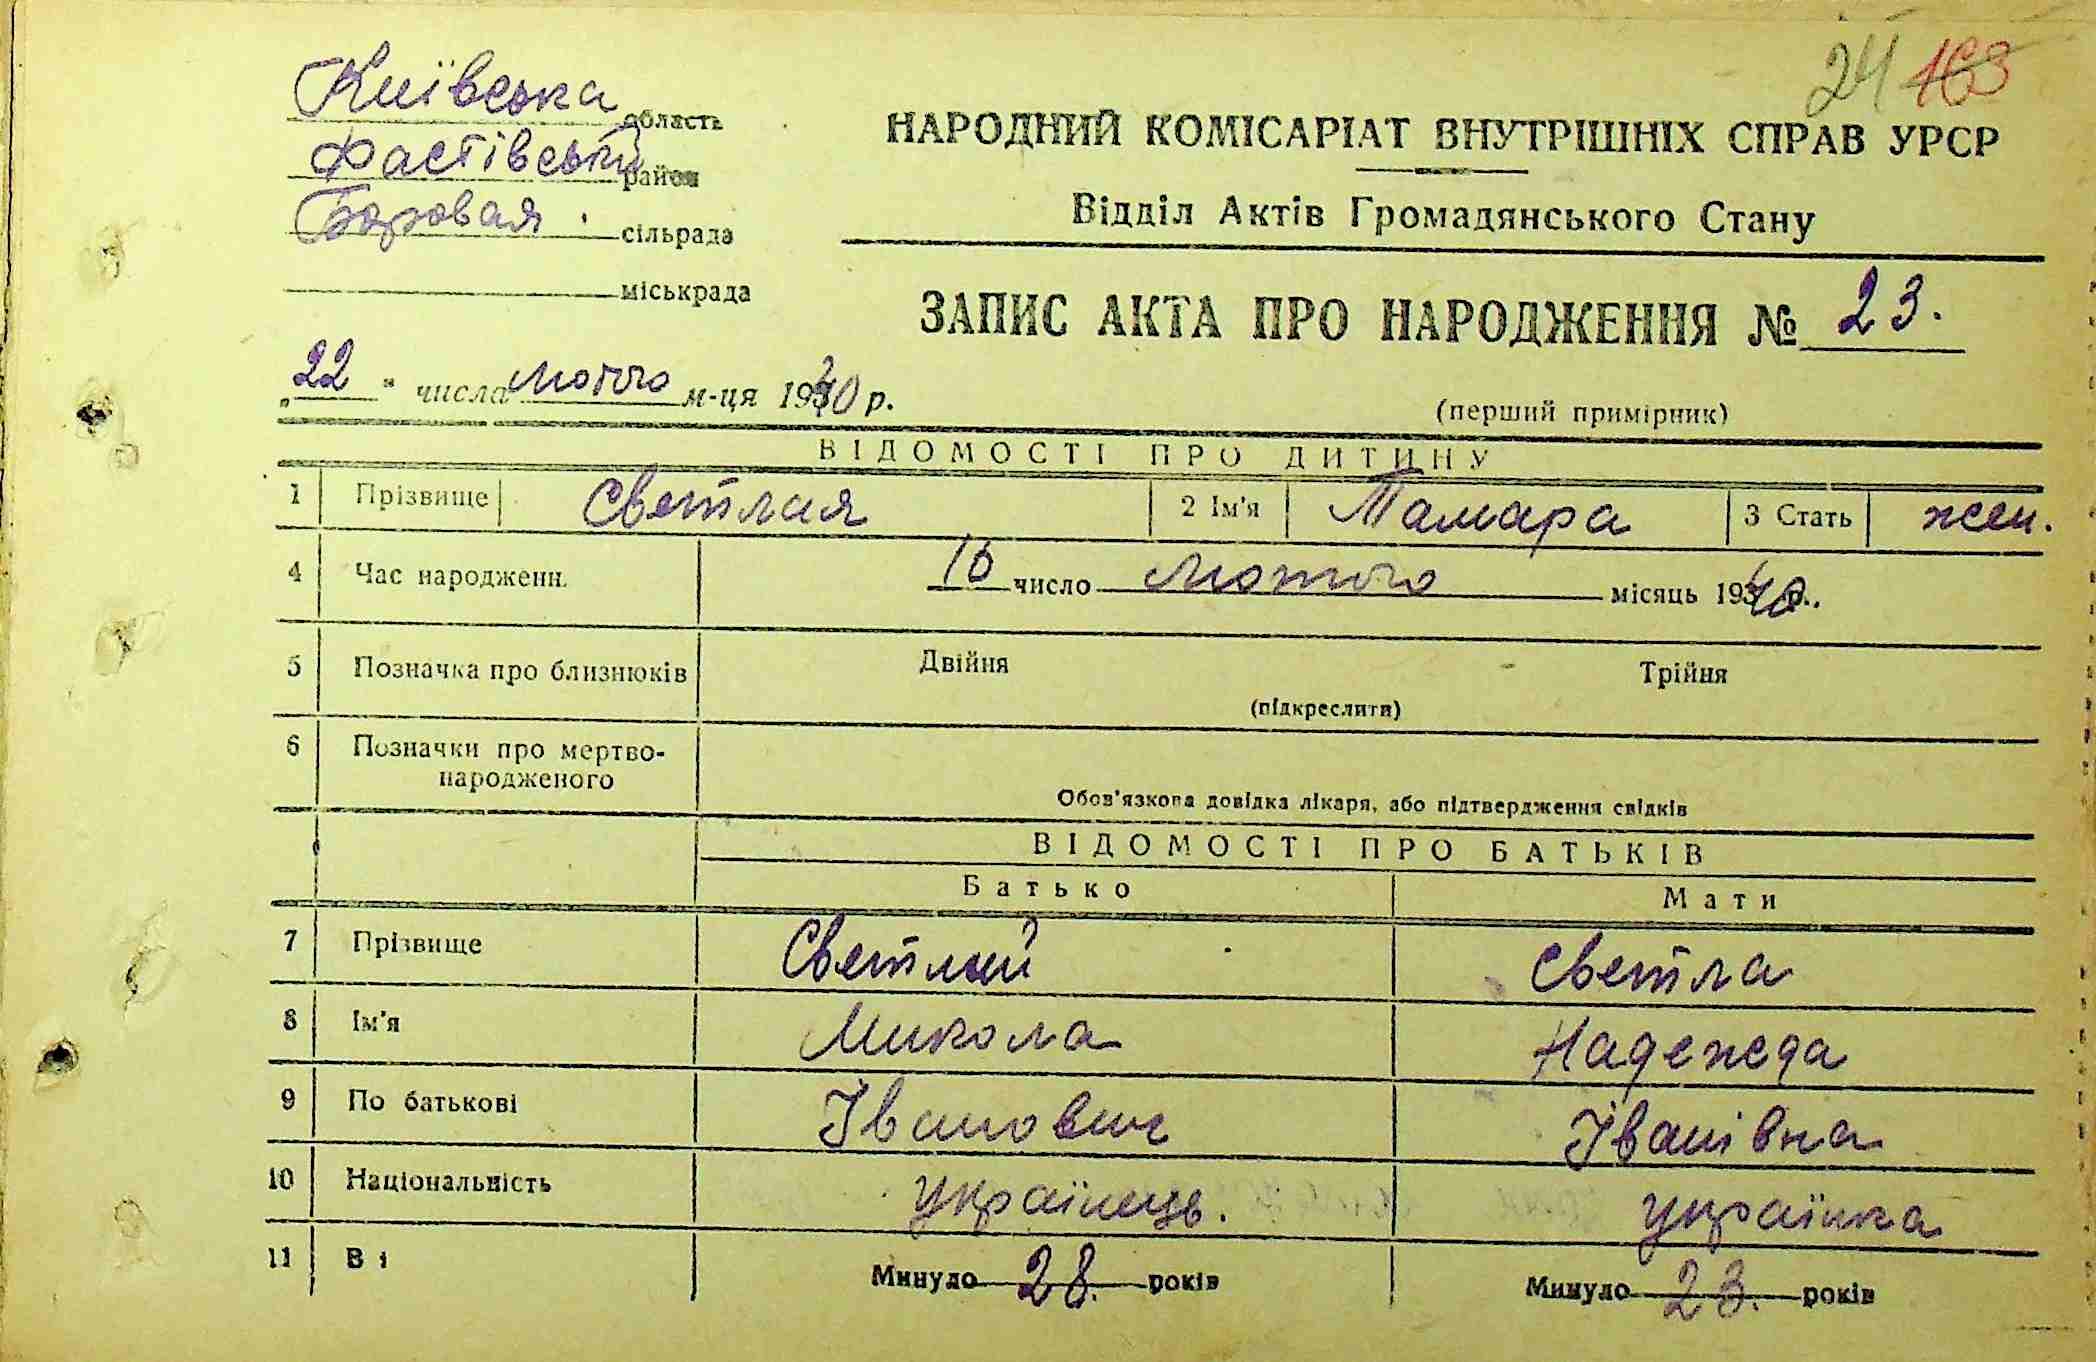 24 163
Київська область
Фастівський район
Боровая сільрада
міськрада
НАРОДНИЙ КОМІСАРІАТ ВНУТРІШНІХ СПРАВ УРСР
Відділ Актів Громадянського Стану
ЗАПИС АКТА ПРО НАРОДЖЕННЯ № 23.
„22" числа лютого м-ця 1940 р.
(перший примірник)
ВІДОМОСТІ ПРО ДИТИНУ
1 Прізвище Светлая 2 Ім'я Тамара 3 Стать жен.
4 Час народженн. 16 число лютого місяць 1940 р.
5 Позначка про близнюків Двійня Трійня
(підкреслити)
6 Позначки про мертво-
народженого
Обов'язкова довідка лікаря, або підтвердження свідків
ВІДОМОСТІ ПРО БАТЬКІВ
Батько Мати
7 Прізвище Светлий Светла
8 Ім'я Микола Надежда
9 По батькові Іванович Іванівна
10 Національність українець. українка
11 Ві Минуло 28. років Минуло 23. років